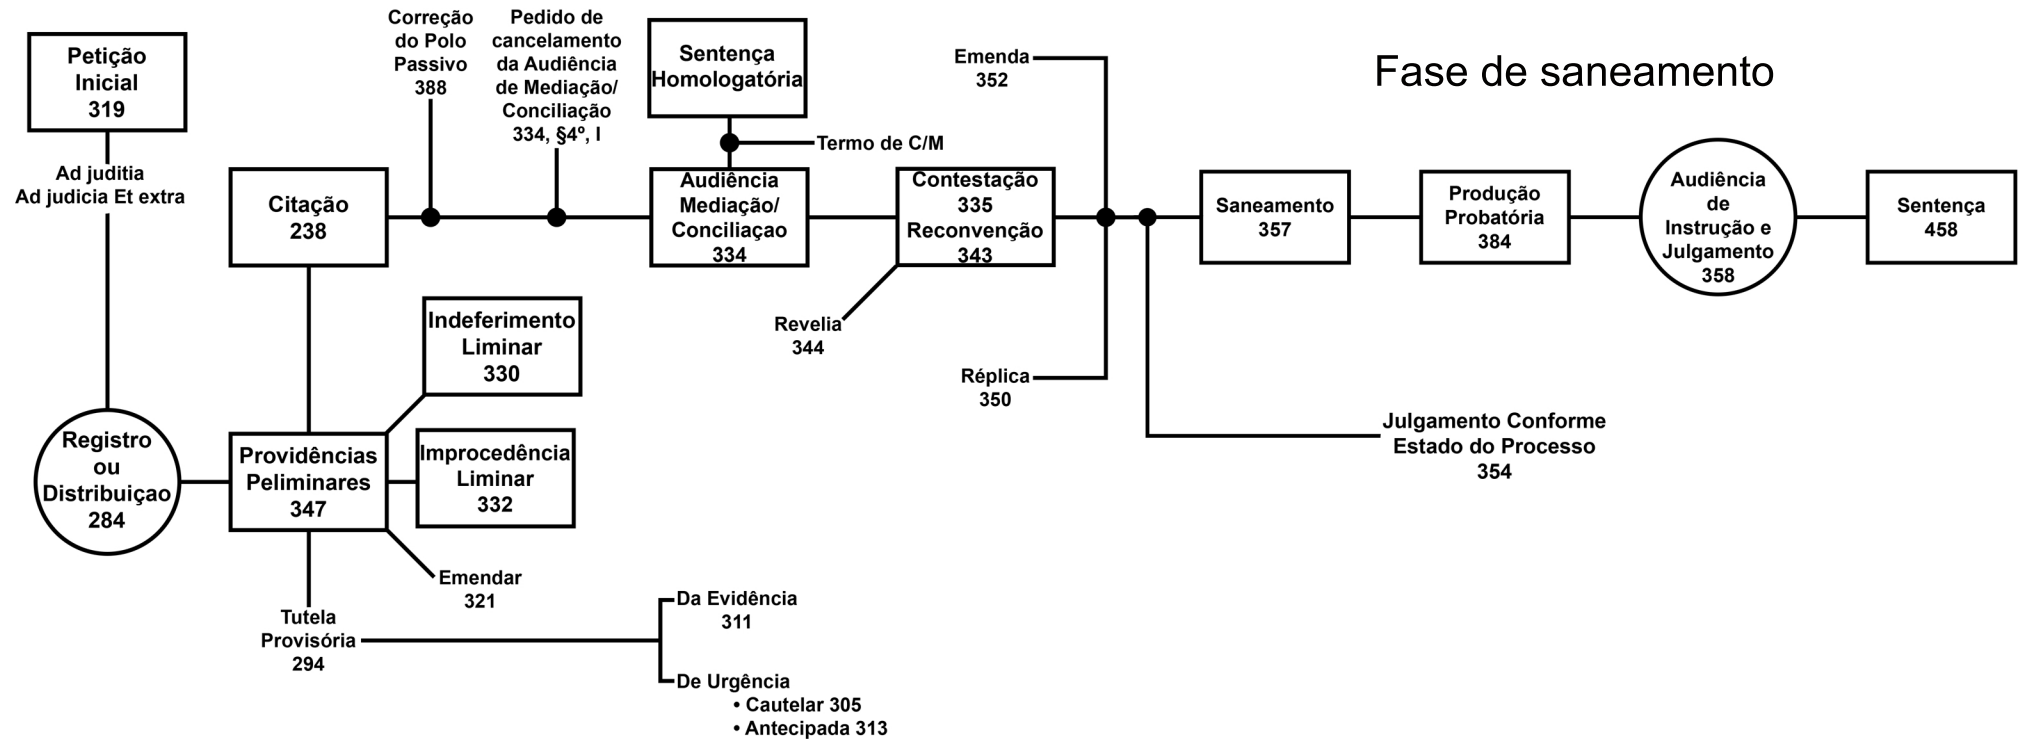 Petição
Inicial
319
Ad juditia
Ad judicia Et extra
Registro
ou
Distribuiçao
284
Providências
Peliminares
347
Indeferimento
Liminar
330
Improcedência
Liminar
332
Emendar
321
Tutela
Provisória
294
Da Evidência
311
De Urgência
• Cautelar 305
• Antecipada 313
Citação
238
Correção
do Polo
Passivo
388
Pedido de
cancelamento
da Audiência
de Mediação/
Conciliação
334, §4º, I
Sentença
Homologatória
Termo de C/M
Audiência
Mediação/
Conciliaçao
334
Contestação
335
Reconvenção
343
Revelia
344
Emenda
352
Réplica
350
Fase de saneamento
Julgamento Conforme
Estado do Processo
354
Saneamento
357
Produção
Probatória
384
Audiência
de
Instrução e
Julgamento
358
Sentença
458